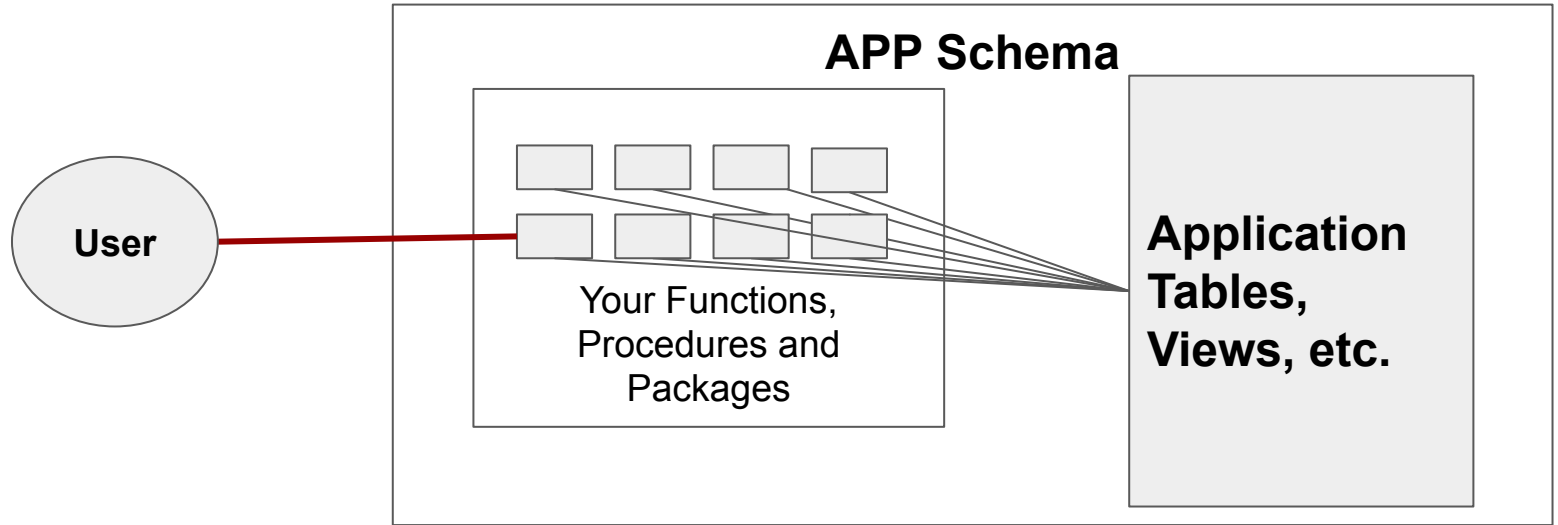 APP Schema
User
Your Functions,
Procedures and
Packages
Application
Tables,
Views, etc.